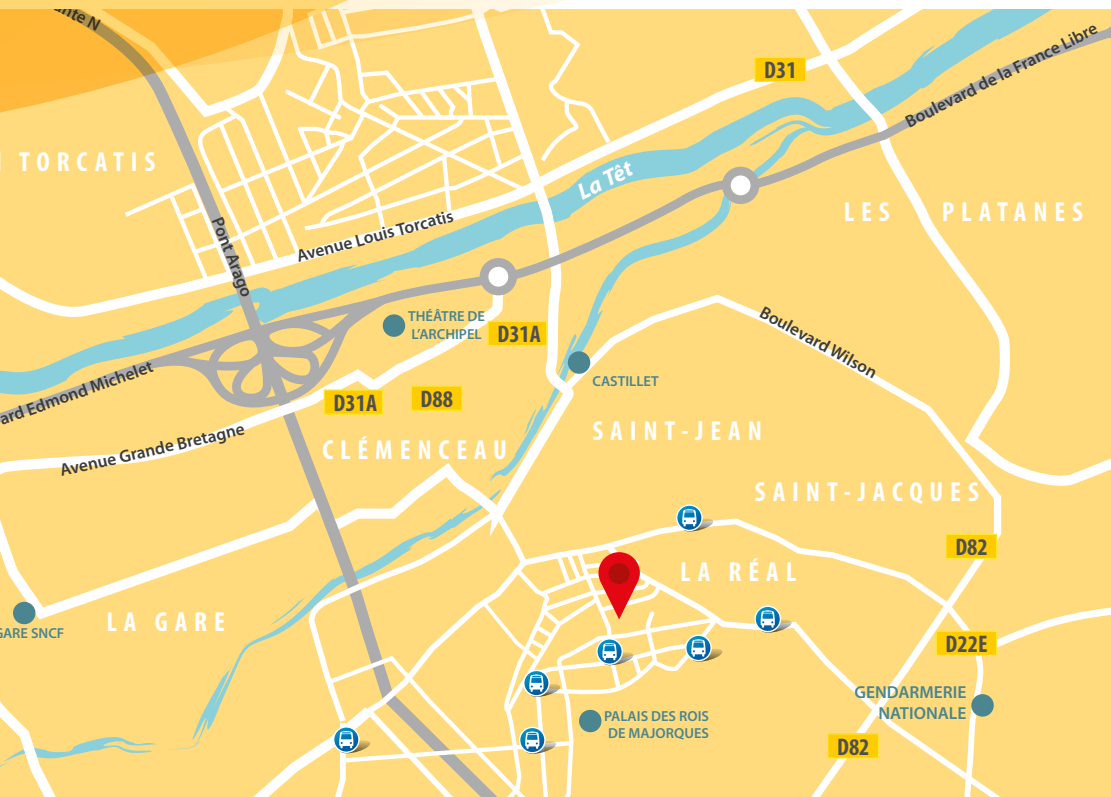 ante N
D31
Boulevard de la France Libre
TORCATIS
La Têt
Pont Arago
Avenue Louis Torcatis
LES PLATANES
THÉÂTRE DE
L'ARCHIPEL
D31A
Boulevard Wilson
ard Edmond Michelet
CASTILLET
D31A
D88
Avenue Grande Bretagne
CLÉMENCEAU
SAINT-JEAN
SAINT-JACQUES
D82
LA RÉAL
GARE SNCF
LA GARE
D22E
GENDARMERIE
NATIONALE
PALAIS DES ROIS
DE MAJORQUES
D82